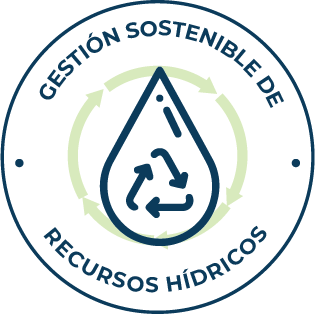 GESTIÓN SOSTENIBLE DE
RECURSOS HÍDRICOS